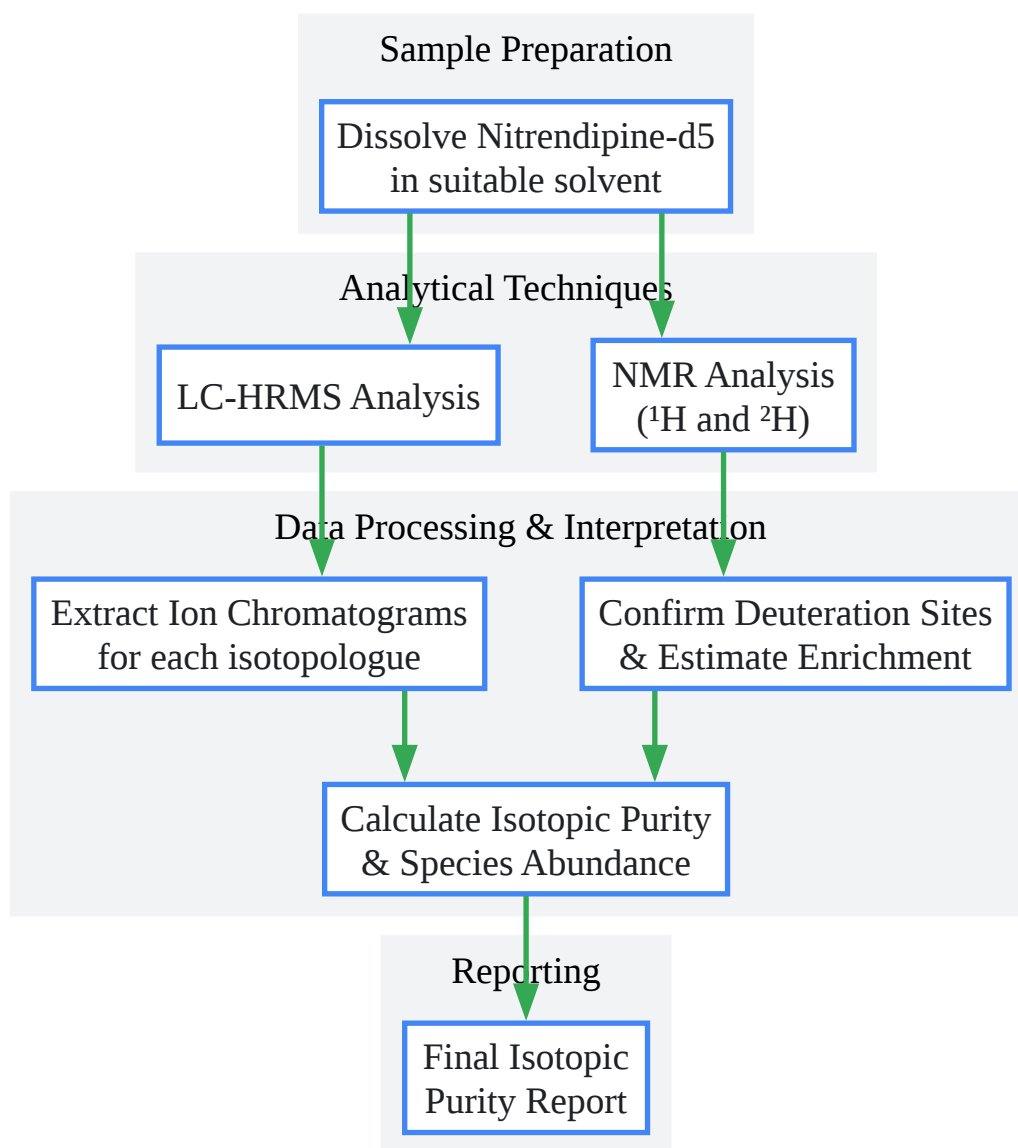 Sample Preparation
Dissolve Nitrendipine-d5
in suitable solvent
Analytical Techniques
LC-HRMS Analysis
NMR Analysis
(¹H and ²H)
Data Processing & Interpretation
Extract Ion Chromatograms
for each isotopologue
Confirm Deuteration Sites
& Estimate Enrichment
Calculate Isotopic Purity
& Species Abundance
Reporting
Final Isotopic
Purity Report